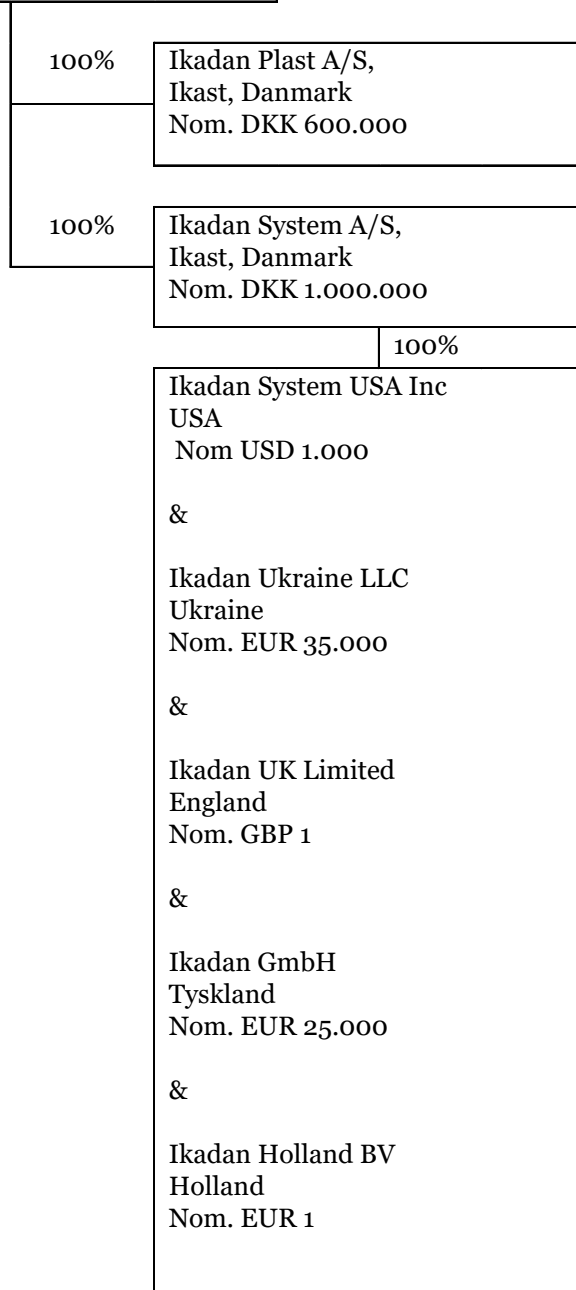 100%
Ikadan Plast A/S,
Ikast, Danmark
Nom. DKK 600.000
100%
Ikadan System A/S,
Ikast, Danmark
Nom. DKK 1.000.000
100%
Ikadan System USA Inc
USA
Nom USD 1.000
&
Ikadan Ukraine LLC
Ukraine
Nom. EUR 35.000
&
Ikadan UK Limited
England
Nom. GBP 1
&
Ikadan GmbH
Tyskland
Nom. EUR 25.000
&
Ikadan Holland BV
Holland
Nom. EUR 1